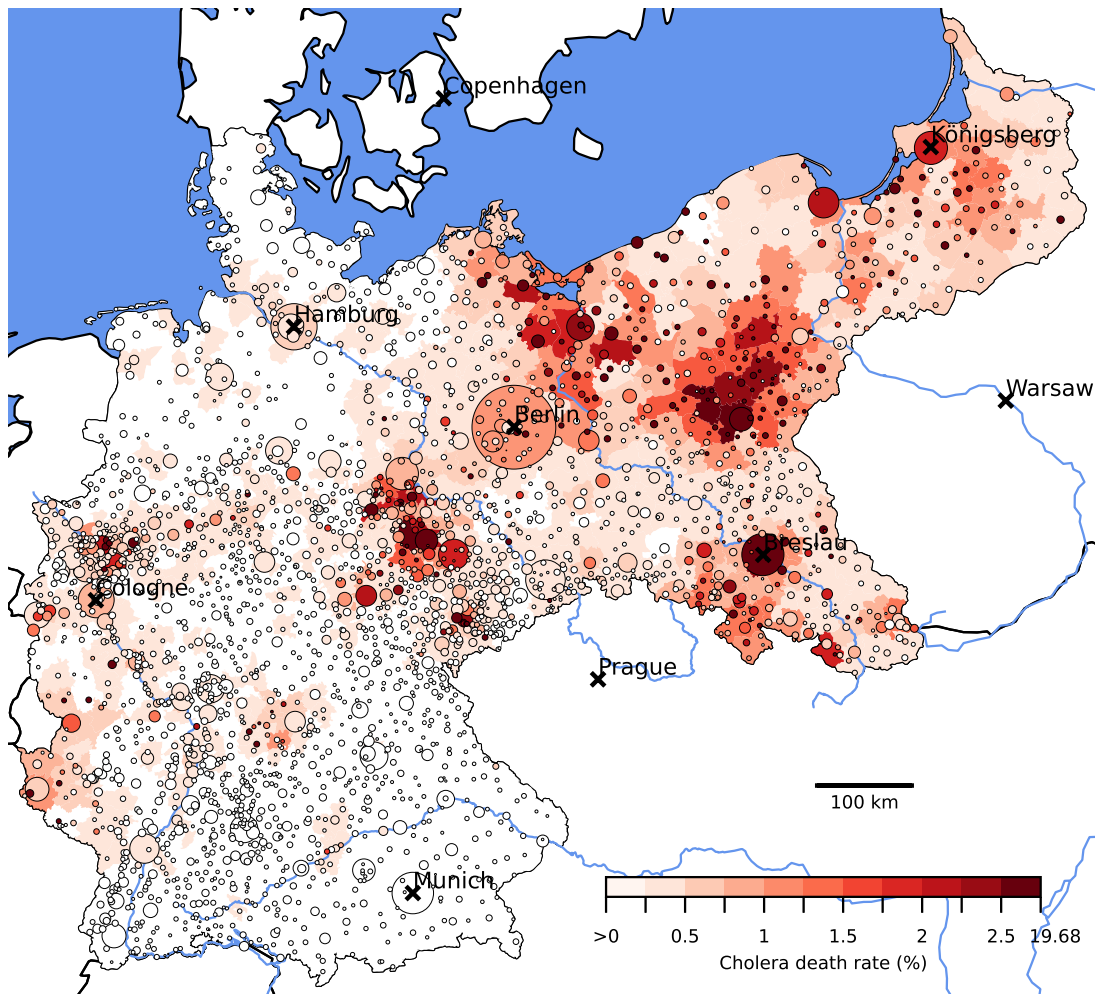 Copenhagen
Königsberg
Hamburg
Warsaw
Berlin
Breslau
Cologne
Prague
100 km
Munich
>0 0.5 1 1.5 2 2.5 19.68
Cholera death rate (%)